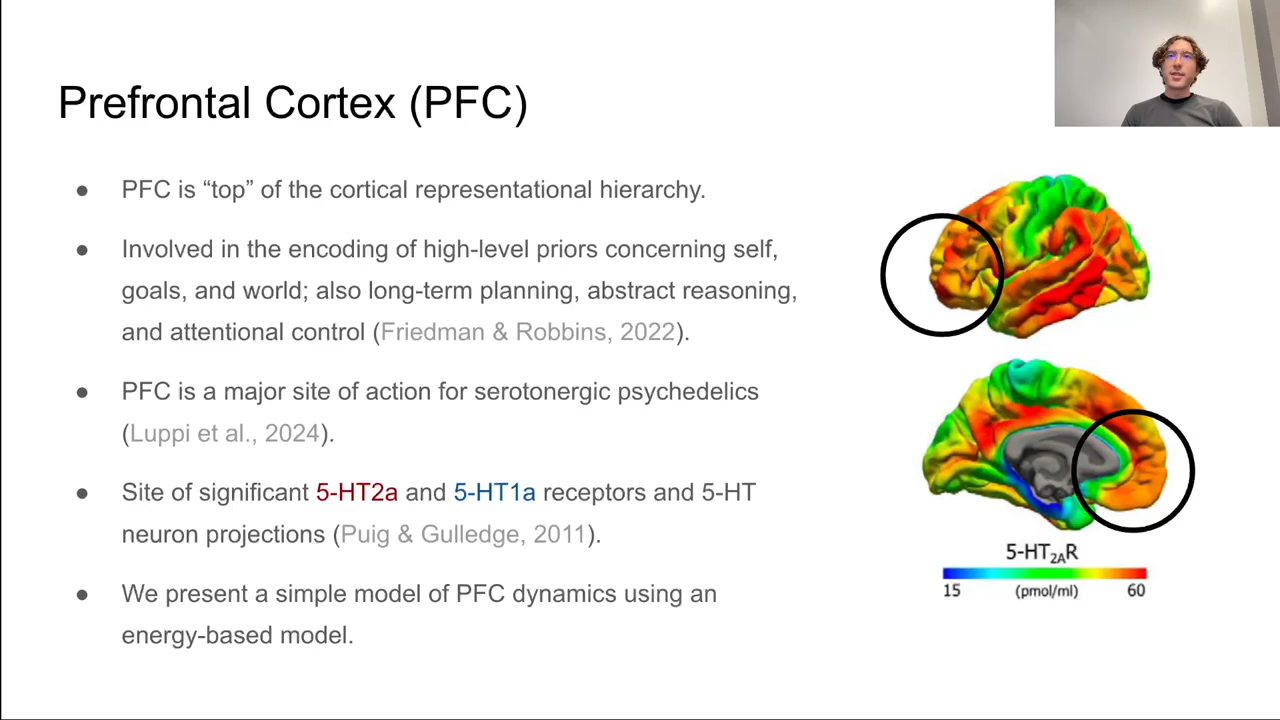 Prefrontal Cortex (PFC)
● PFC is “top” of the cortical representational hierarchy.
● Involved in the encoding of high-level priors concerning self,
goals, and world; also long-term planning, abstract reasoning,
and attentional control (Friedman & Robbins, 2022).
● PFC is a major site of action for serotonergic psychedelics
(Luppi et al., 2024).
● Site of significant 5-HT2a and 5-HT1a receptors and 5-HT
neuron projections (Puig & Gulledge, 2011).
● We present a simple model of PFC dynamics using an
energy-based model.
5-HT2AR
15 (pmol/ml) 60